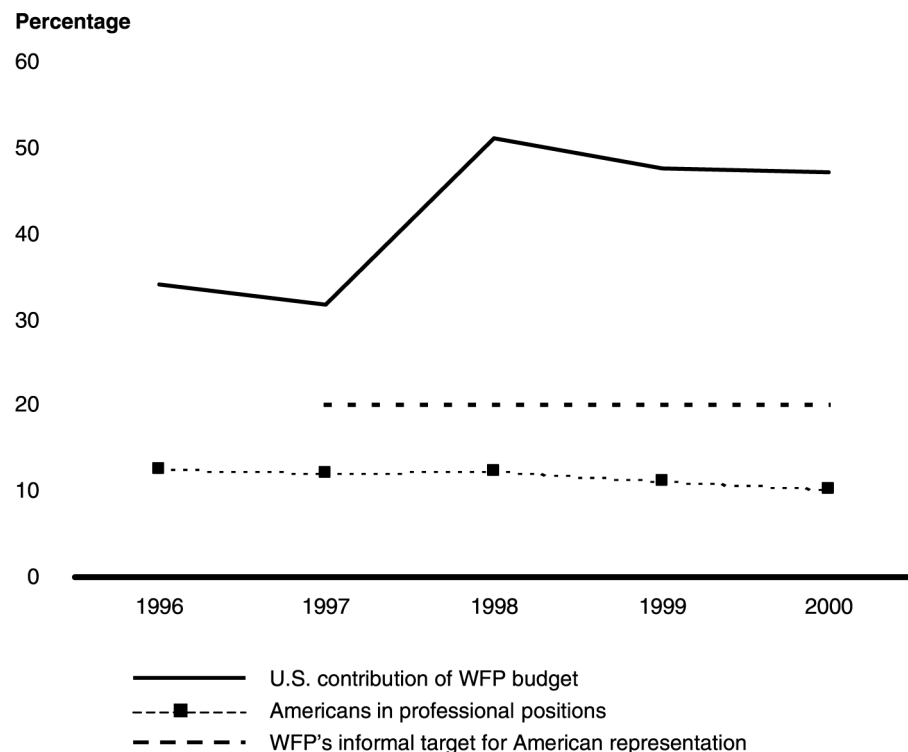 Percentage
60
50
40
30
20
10
0
1996 1997 1998 1999 2000
U.S. contribution of WFP budget
Americans in professional positions
WFP's informal target for American representation